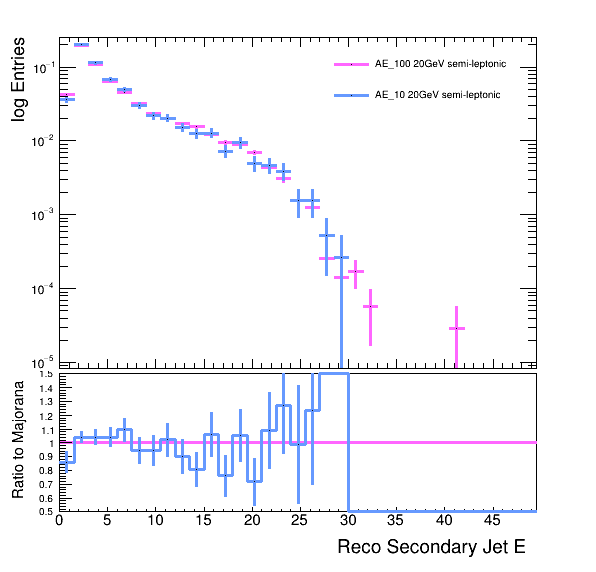 log Entries
AE_100 20GeV semi-leptonic
AE_10 20GeV semi-leptonic
10⁻¹
10⁻²
10⁻³
10⁻⁴
10⁻⁵
Ratio to Majorana
1.5
1.4
1.3
1.2
1.1
1
0.9
0.8
0.7
0.6
0.5
0 5 10 15 20 25 30 35 40 45
Reco Secondary Jet E